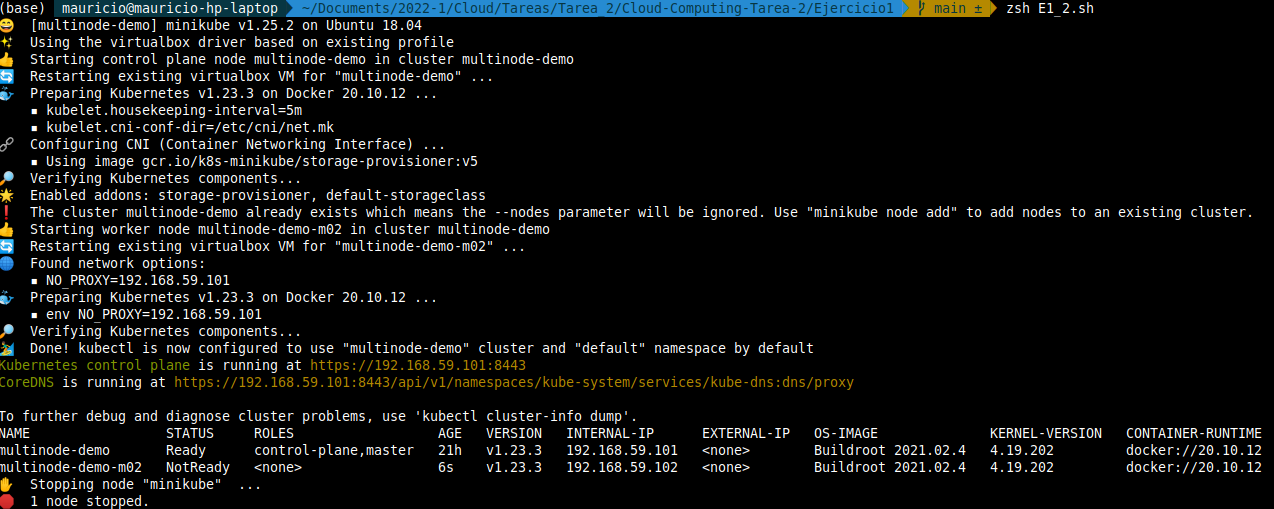 (base) mauricio@mauricio-hp-laptop ~/Documents/2022-1/Cloud/Tareas/Tarea_2/Cloud-Computing-Tarea-2/Ejercicio1 main ± zsh E1_2.sh
[multinode-demo] minikube v1.25.2 on Ubuntu 18.04
Using the virtualbox driver based on existing profile
Starting control plane node multinode-demo in cluster multinode-demo
Restarting existing virtualbox VM for "multinode-demo" ...
Preparing Kubernetes v1.23.3 on Docker 20.10.12 ...
▪ kubelet.housekeeping-interval=5m
▪ kubelet.cni-conf-dir=/etc/cni/net.mk
Configuring CNI (Container Networking Interface) ...
▪ Using image gcr.io/k8s-minikube/storage-provisioner:v5
Verifying Kubernetes components...
Enabled addons: storage-provisioner, default-storageclass
The cluster multinode-demo already exists which means the --nodes parameter will be ignored. Use "minikube node add" to add nodes to an existing cluster.
Starting worker node multinode-demo-m02 in cluster multinode-demo
Restarting existing virtualbox VM for "multinode-demo-m02" ...
Found network options:
▪ NO_PROXY=192.168.59.101
Preparing Kubernetes v1.23.3 on Docker 20.10.12 ...
▪ env NO_PROXY=192.168.59.101
Verifying Kubernetes components...
Done! kubectl is now configured to use "multinode-demo" cluster and "default" namespace by default
Kubernetes control plane is running at https://192.168.59.101:8443
CoreDNS is running at https://192.168.59.101:8443/api/v1/namespaces/kube-system/services/kube-dns:dns/proxy
To further debug and diagnose cluster problems, use 'kubectl cluster-info dump'.
NAME STATUS ROLES AGE VERSION INTERNAL-IP EXTERNAL-IP OS-IMAGE KERNEL-VERSION CONTAINER-RUNTIME
multinode-demo Ready control-plane,master 21h v1.23.3 192.168.59.101 <none> Buildroot 2021.02.4 4.19.202 docker://20.10.12
multinode-demo-m02 NotReady <none> 6s v1.23.3 192.168.59.102 <none> Buildroot 2021.02.4 4.19.202 docker://20.10.12
Stopping node "minikube" ...
1 node stopped.